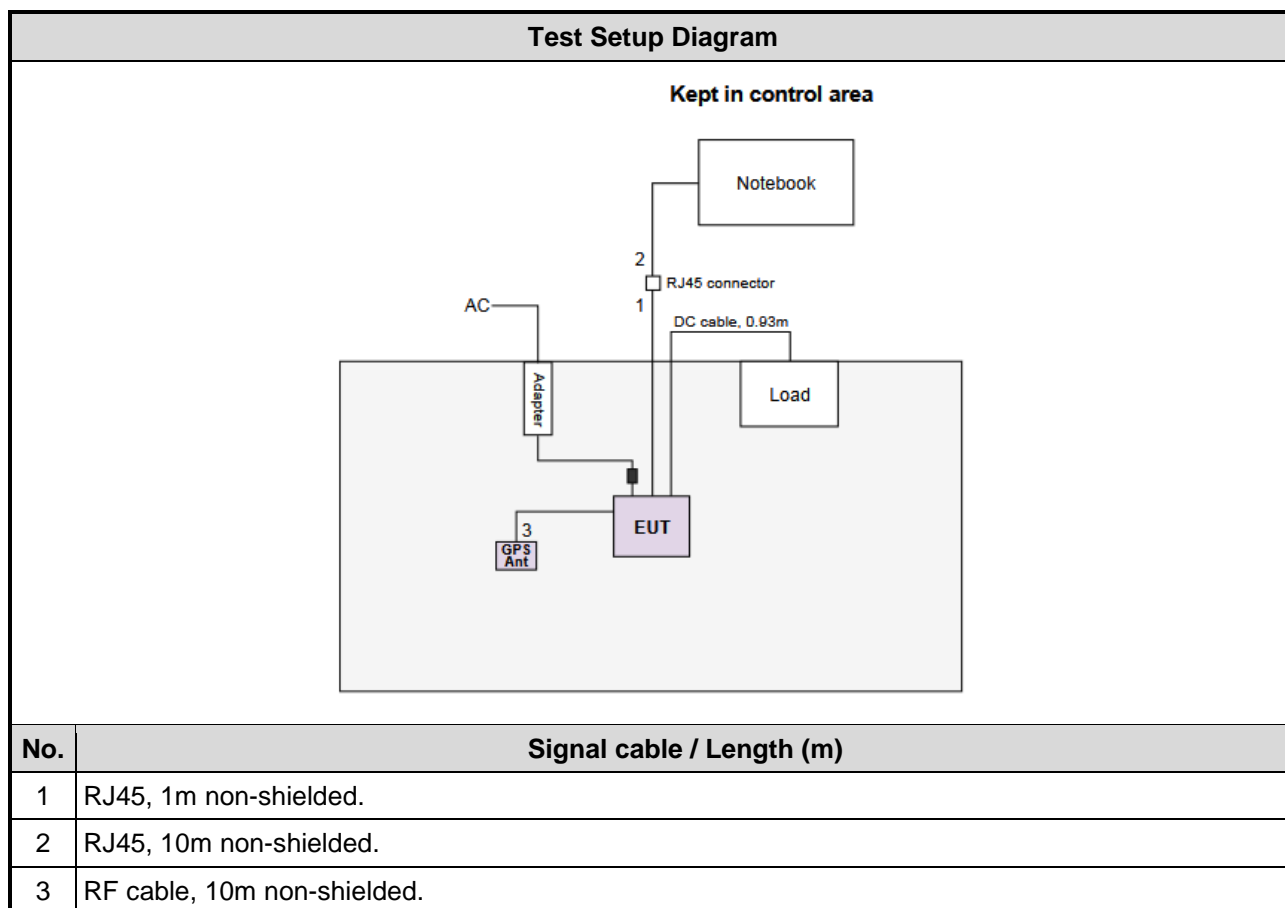 Test Setup Diagram
Kept in control area
Notebook
2
RJ45 connector
1
AC
DC cable, 0.93m
Adapter
Load
EUT
3
GPS
Ant
No. Signal cable / Length (m)
1 RJ45, 1m non-shielded.
2 RJ45, 10m non-shielded.
3 RF cable, 10m non-shielded.